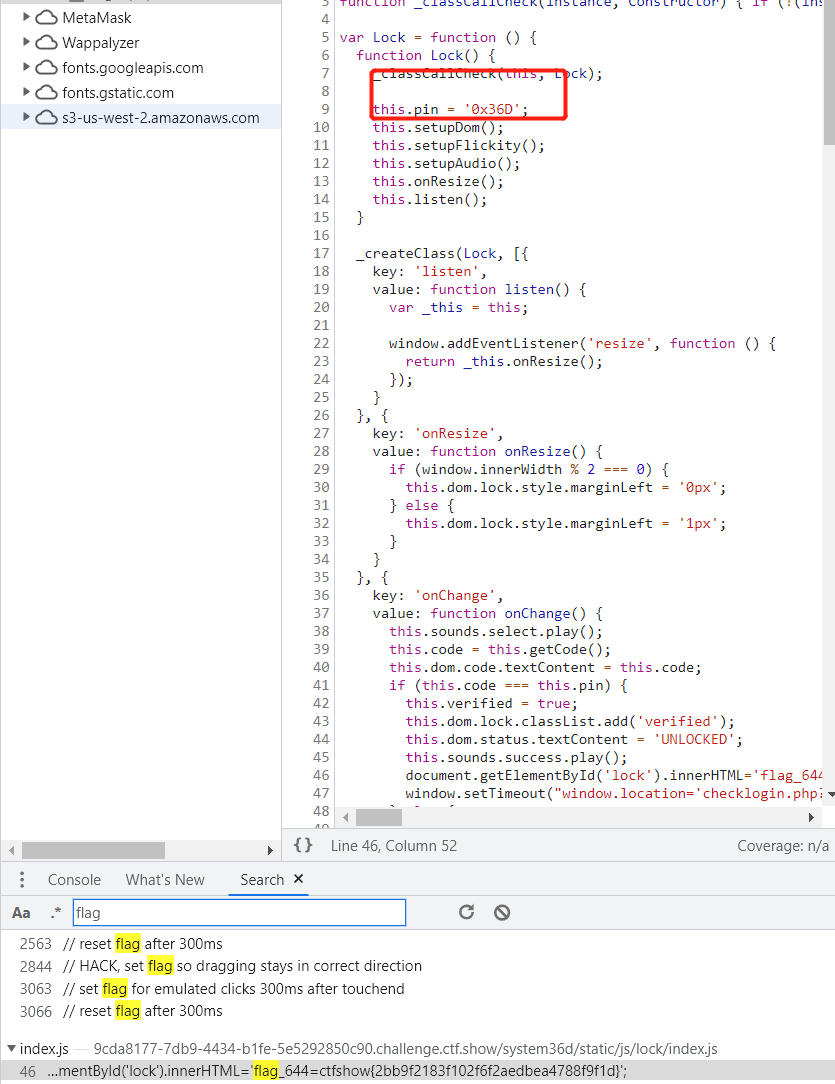 MetaMask
Wappalyzer
fonts.googleapis.com
fonts.gstatic.com
s3-us-west-2.amazonaws.com
3 function _classCallCheck(instance, Constructor) { if (!(ins
4
5 var Lock = function () {
6 function Lock() {
7 _classCallCheck(this, Lock);
8
9 this.pin = '0x36D';
10 this.setupDom();
11 this.setupFlickity();
12 this.setupAudio();
13 this.onResize();
14 this.listen();
15 }
16
17 _createClass(Lock, [{
18 key: 'listen',
19 value: function listen() {
20 var _this = this;
21
22 window.addEventListener('resize', function () {
23 return _this.onResize();
24 });
25 }
26 }, {
27 key: 'onResize',
28 value: function onResize() {
29 if (window.innerWidth % 2 === 0) {
30 this.dom.lock.style.marginLeft = '0px';
31 } else {
32 this.dom.lock.style.marginLeft = '1px';
33 }
34 }
35 }, {
36 key: 'onChange',
37 value: function onChange() {
38 this.sounds.select.play();
39 this.code = this.getCode();
40 this.dom.code.textContent = this.code;
41 if (this.code === this.pin) {
42 this.verified = true;
43 this.dom.lock.classList.add('verified');
44 this.dom.status.textContent = 'UNLOCKED';
45 this.sounds.success.play();
46 document.getElementById('lock').innerHTML='flag_644
47 window.setTimeout("window.location='checklogin.php?
48
{} Line 46, Column 52 Coverage: n/a
Console What's New Search ×
Aa .* flag
2563 // reset flag after 300ms
2844 // HACK, set flag so dragging stays in correct direction
3063 // set flag for emulated clicks 300ms after touchend
3066 // reset flag after 300ms
index.js — 9cda8177-7db9-4434-b1fe-5e5292850c90.challenge.ctf.show/system36d/static/js/lock/index.js
46 ...mentById('lock').innerHTML='flag_644=ctfshow{2bb9f2183f102f6f2aedbea4788f9f1d}';